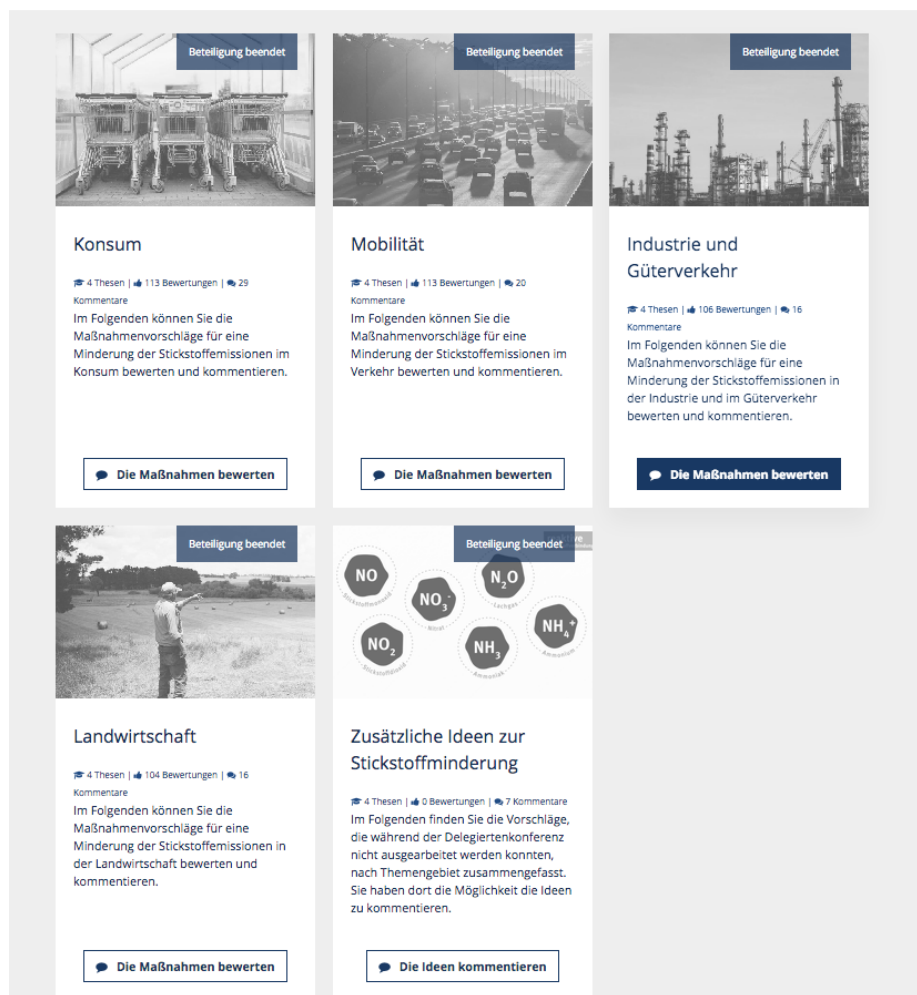 Beteiligung beendet
Konsum
4 Thesen | 113 Bewertungen | 29
Kommentare
Im Folgenden können Sie die
Maßnahmenvorschläge für eine
Minderung der Stickstoffemissionen im
Konsum bewerten und kommentieren.
Die Maßnahmen bewerten
Beteiligung beendet
Mobilität
4 Thesen | 113 Bewertungen | 20
Kommentare
Im Folgenden können Sie die
Maßnahmenvorschläge für eine
Minderung der Stickstoffemissionen im
Verkehr bewerten und kommentieren.
Die Maßnahmen bewerten
Beteiligung beendet
Industrie und
Güterverkehr
4 Thesen | 106 Bewertungen | 16
Kommentare
Im Folgenden können Sie die
Maßnahmenvorschläge für eine
Minderung der Stickstoffemissionen in
der Industrie und im Güterverkehr
bewerten und kommentieren.
Die Maßnahmen bewerten
Beteiligung beendet
Landwirtschaft
4 Thesen | 104 Bewertungen | 16
Kommentare
Im Folgenden können Sie die
Maßnahmenvorschläge für eine
Minderung der Stickstoffemissionen in
der Landwirtschaft bewerten und
kommentieren.
Die Maßnahmen bewerten
Beteiligung beendet
NO
Stickstoffmonoxid
NO3-
Nitrat
N2O
Lachgas
NO2
Stickstoffdioxid
NH3
Ammoniak
NH4+
Ammonium
Zusätzliche Ideen zur
Stickstoffminderung
4 Thesen | 0 Bewertungen | 7 Kommentare
Im Folgenden finden Sie die Vorschläge,
die während der Delegiertenkonferenz
nicht ausgearbeitet werden konnten,
nach Themengebiet zusammengefasst.
Sie haben dort die Möglichkeit die Ideen
zu kommentieren.
Die Ideen kommentieren